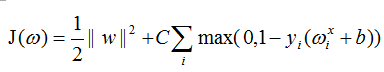 J(ω) = 1/2 ‖ w ‖² + C∑ᵢ max( 0,1− yᵢ(ωᵢˣ + b))